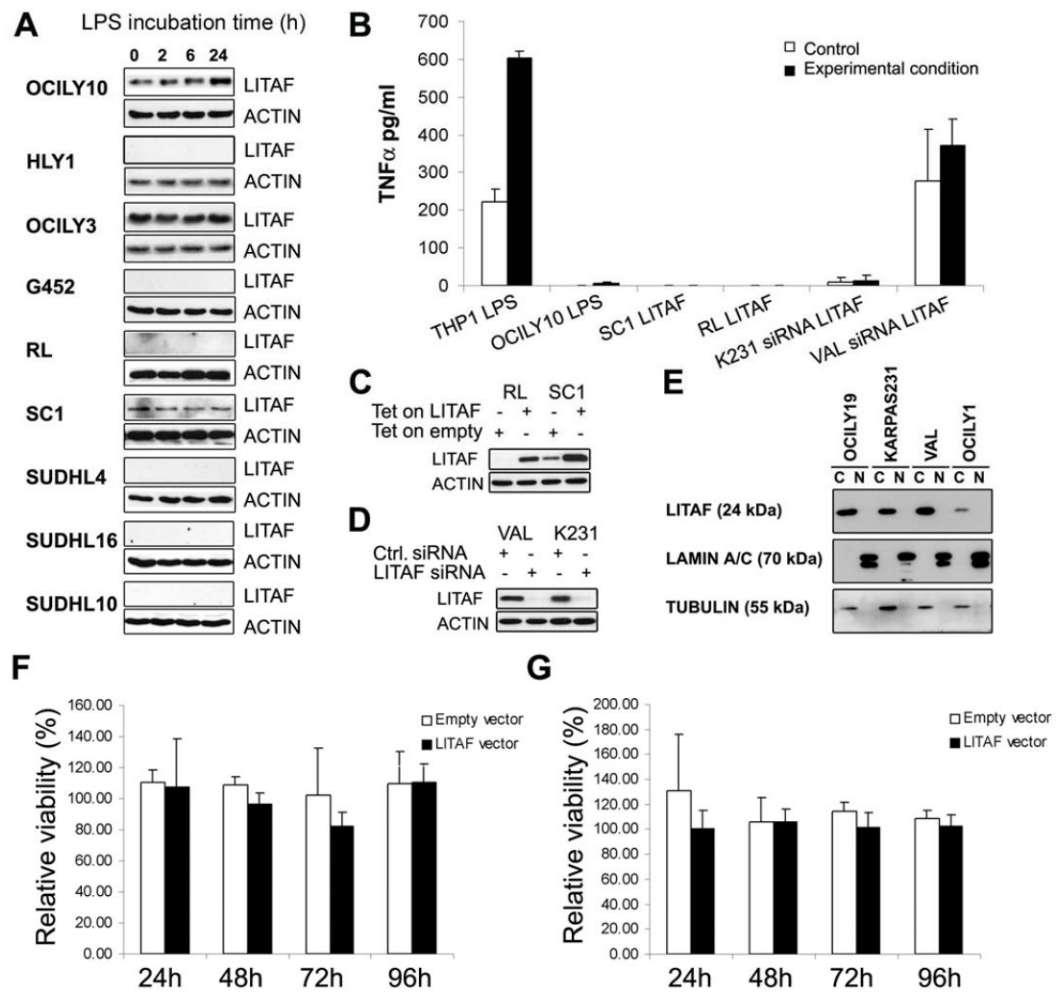 A
LPS incubation time (h)
0 2 6 24
OCILY10 LITAF
ACTIN
HLY1 LITAF
ACTIN
OCILY3 LITAF
ACTIN
G452 LITAF
ACTIN
RL LITAF
ACTIN
SC1 LITAF
ACTIN
SUDHL4 LITAF
ACTIN
SUDHL16 LITAF
ACTIN
SUDHL10 LITAF
ACTIN
B
TNFα pg/ml
700
600
500
400
300
200
100
0
Control
Experimental condition
THP1 LPS
OCILY10 LPS
SC1 LITAF
RL LITAF
K231 siRNA LITAF
VAL siRNA LITAF
C
RL SC1
Tet on LITAF - + - +
Tet on empty + - + -
LITAF
ACTIN
D
VAL K231
Ctrl. siRNA + - + -
LITAF siRNA - + - +
LITAF
ACTIN
E
OCILY19 KARPAS231 VAL OCILY1
C N C N C N C N
LITAF (24 kDa)
LAMIN A/C (70 kDa)
TUBULIN (55 kDa)
F
Relative viability (%)
160.00
140.00
120.00
100.00
80.00
60.00
40.00
20.00
0.00
Empty vector
LITAF vector
24h 48h 72h 96h
G
Relative viability (%)
200.00
180.00
160.00
140.00
120.00
100.00
80.00
60.00
40.00
20.00
0.00
Empty vector
LITAF vector
24h 48h 72h 96h